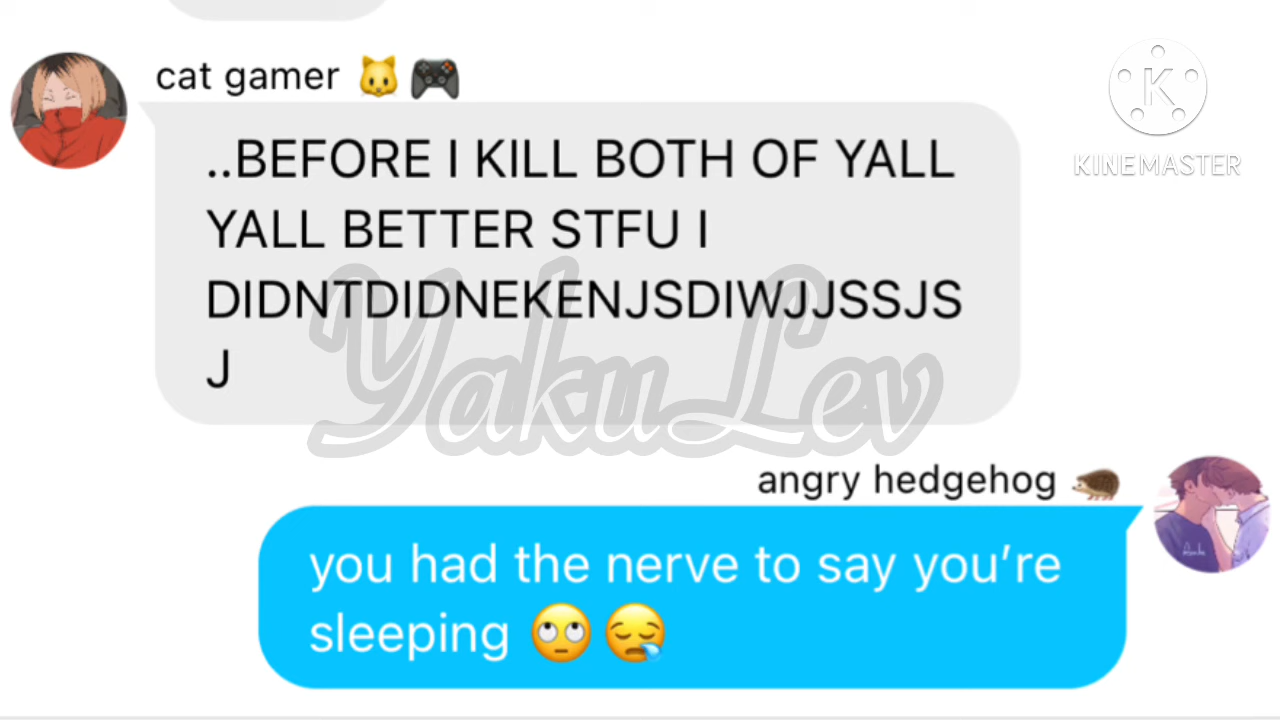 cat gamer 🐱🎮
K
KINEMASTER
..BEFORE I KILL BOTH OF YALL
YALL BETTER STFU I
DIDNTDIDNEKENJSDIWJJSSJS
J
YakuLev
angry hedgehog 🦔
you had the nerve to say you’re
sleeping 🙄😪